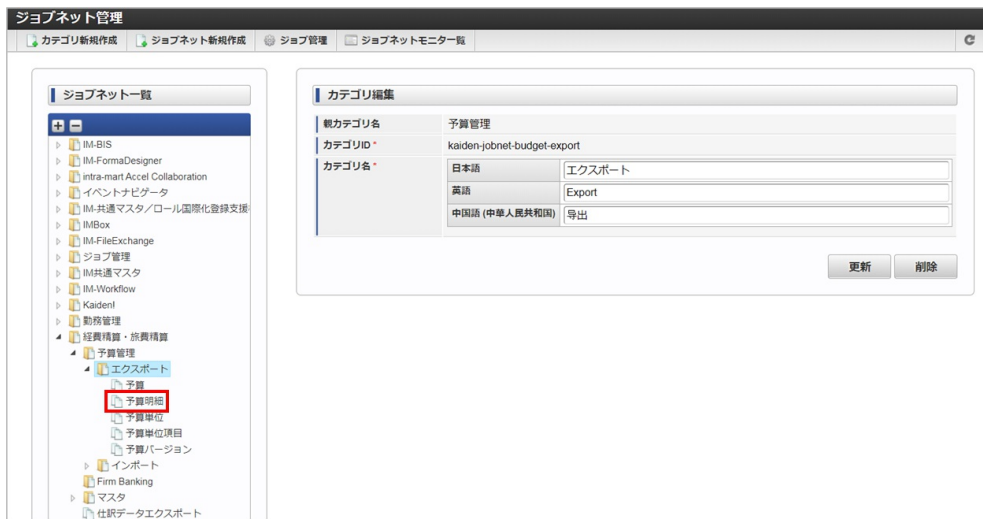 ジョブネット管理
カテゴリ新規作成 ジョブネット新規作成 ジョブ管理 ジョブネットモニター覧
ジョブネット一覧
IM-BIS
IM-FormaDesigner
intra-mart Accel Collaboration
イベントナビゲータ
IM-共通マスタ／ロール国際化登録支援
IMBox
IM-FileExchange
ジョブ管理
IM共通マスタ
IM-Workflow
Kaiden!
勤務管理
経費精算・旅費精算
予算管理
エクスポート
予算
予算明細
予算単位
予算単位項目
予算バージョン
インポート
Firm Banking
マスタ
仕訳データエクスポート
カテゴリ編集
親カテゴリ名 予算管理
カテゴリID * kaiden-jobnet-budget-export
カテゴリ名 * 日本語 エクスポート
英語 Export
中国語 (中華人民共和国) 导出
更新 削除